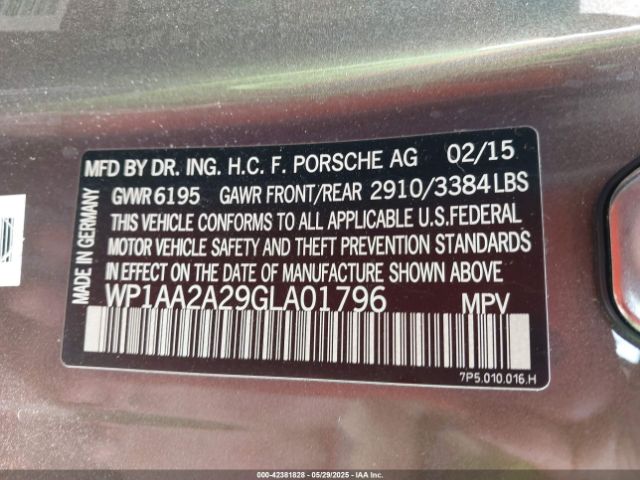 MFD BY DR. ING. H.C. F. PORSCHE AG 02/15
GVWR 6195 GAWR FRONT/REAR 2910/3384 LBS
THIS VEHICLE CONFORMS TO ALL APPLICABLE U.S.FEDERAL
MOTOR VEHICLE SAFETY AND THEFT PREVENTION STANDARDS
IN EFFECT ON THE DATE OF MANUFACTURE SHOWN ABOVE
WP1AA2A29GLA01796 MPV
7P5.010.016.H
MADE IN GERMANY
000-42381828 | 05/29/2025 | IAAI.COM